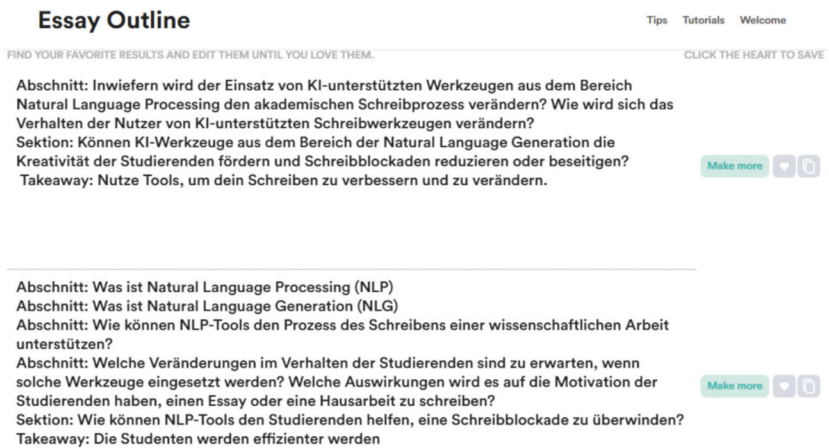 Essay Outline
Tips Tutorials Welcome
FIND YOUR FAVORITE RESULTS AND EDIT THEM UNTIL YOU LOVE THEM.
CLICK THE HEART TO SAVE
Abschnitt: Inwiefern wird der Einsatz von KI-unterstützten Werkzeugen aus dem Bereich
Natural Language Processing den akademischen Schreibprozess verändern? Wie wird sich das
Verhalten der Nutzer von KI-unterstützten Schreibwerkzeugen verändern?
Sektion: Können KI-Werkzeuge aus dem Bereich der Natural Language Generation die
Kreativität der Studierenden fördern und Schreibblockaden reduzieren oder beseitigen?
Takeaway: Nutze Tools, um dein Schreiben zu verbessern und zu verändern.
Make more
Abschnitt: Was ist Natural Language Processing (NLP)
Abschnitt: Was ist Natural Language Generation (NLG)
Abschnitt: Wie können NLP-Tools den Prozess des Schreibens einer wissenschaftlichen Arbeit
unterstützen?
Abschnitt: Welche Veränderungen im Verhalten der Studierenden sind zu erwarten, wenn
solche Werkzeuge eingesetzt werden? Welche Auswirkungen wird es auf die Motivation der
Studierenden haben, einen Essay oder eine Hausarbeit zu schreiben?
Sektion: Wie können NLP-Tools den Studierenden helfen, eine Schreibblockade zu überwinden?
Takeaway: Die Studenten werden effizienter werden
Make more